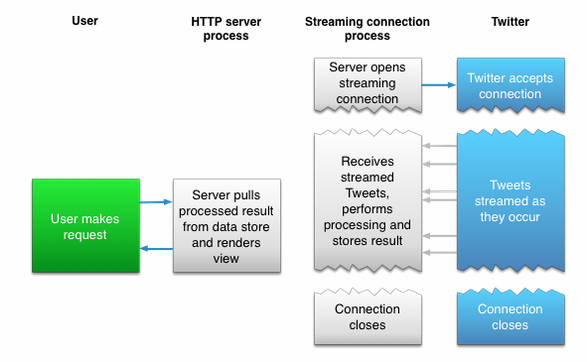 User
HTTP server
process
Streaming connection
process
Twitter
Server opens
streaming
connection
Twitter accepts
connection
User makes
request
Server pulls
processed result
from data store
and renders
view
Receives
streamed
Tweets,
performs
processing and
stores result
Tweets
streamed as
they occur
Connection
closes
Connection
closes